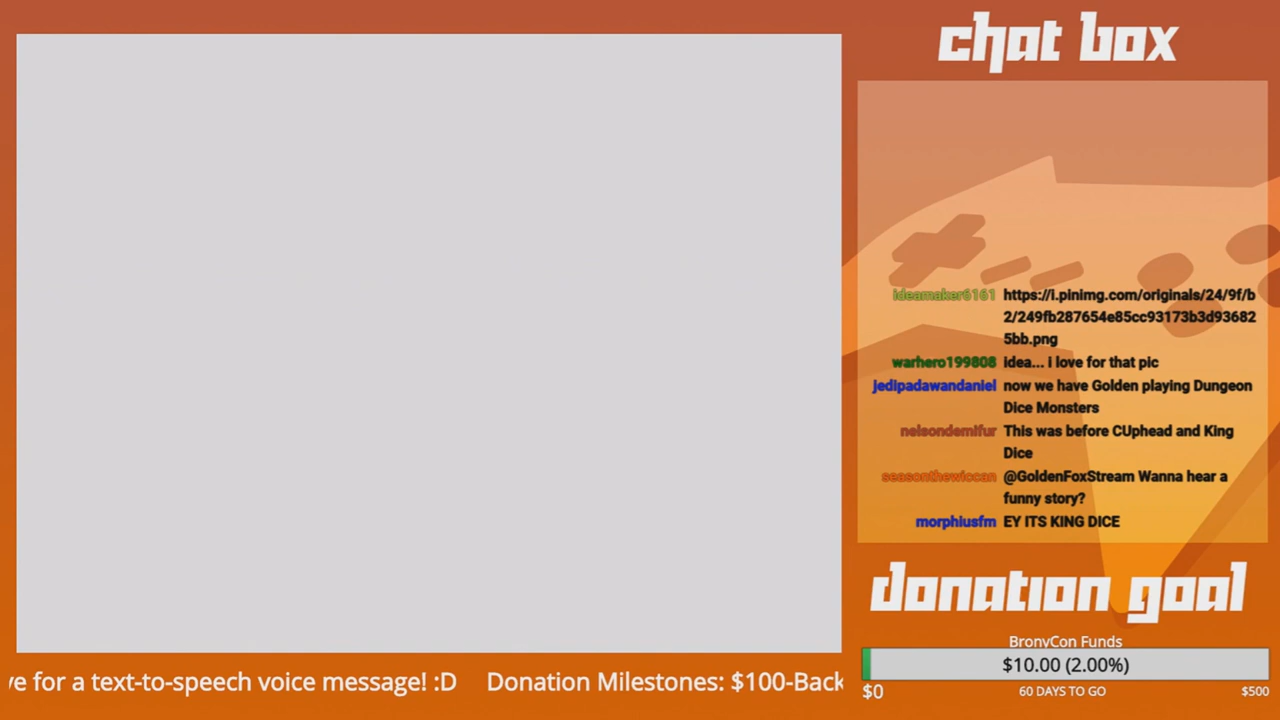 chat box
ideamaker6161 https://i.pinimg.com/originals/24/9f/b
2/249fb287654e85cc93173b3d93682
5bb.png
warhero199808 idea... i love for that pic
jedipadawandaniel now we have Golden playing Dungeon
Dice Monsters
nelsondemifur This was before CUphead and King
Dice
seasonthewiccan @GoldenFoxStream Wanna hear a
funny story?
morphiusfm EY ITS KING DICE
donation goal
BronyCon Funds
$10.00 (2.00%)
$0 60 DAYS TO GO $500
ve for a text-to-speech voice message! :D Donation Milestones: $100-Back